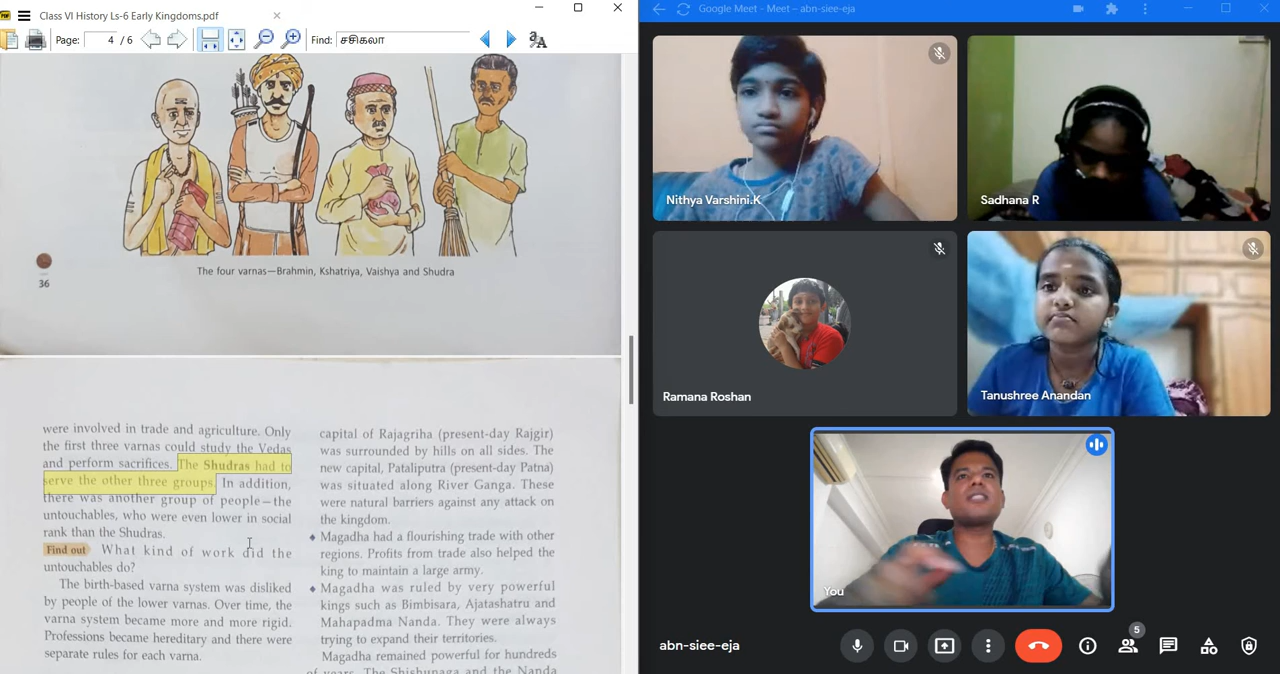 Class VI History Ls-6 Early Kingdoms.pdf
Page: 4 / 6
Find: சசிகலா
The four varnas—Brahmin, Kshatriya, Vaishya and Shudra
36
were involved in trade and agriculture. Only
the first three varnas could study the Vedas
and perform sacrifices. The Shudras had to
serve the other three groups. In addition,
there was another group of people—the
untouchables, who were even lower in social
rank than the Shudras.
Find out What kind of work did the
untouchables do?
The birth-based varna system was disliked
by people of the lower varnas. Over time, the
varna system became more and more rigid.
Professions became hereditary and there were
separate rules for each varna.
capital of Rajagriha (present-day Rajgir)
was surrounded by hills on all sides. The
new capital, Pataliputra (present-day Patna)
was situated along River Ganga. These
were natural barriers against any attack on
the kingdom.
Magadha had a flourishing trade with other
regions. Profits from trade also helped the
king to maintain a large army.
Magadha was ruled by very powerful
kings such as Bimbisara, Ajatashatru and
Mahapadma Nanda. They were always
trying to expand their territories.
Magadha remained powerful for hundreds
of years. The Shishunaga and the Nanda
Google Meet - Meet – abn-siee-eja
Nithya Varshini.K
Sadhana R
Ramana Roshan
Tanushree Anandan
You
abn-siee-eja
5